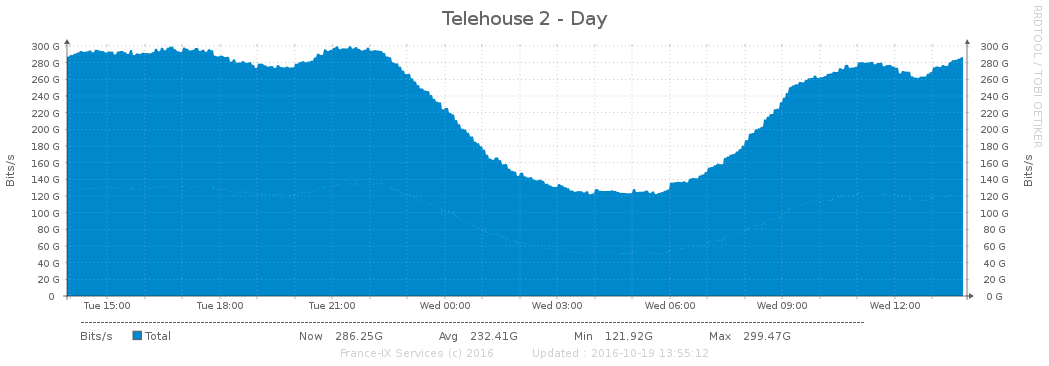 Telehouse 2 - Day
RRDTOOL / TOBI OETIKER
Bits/s
Bits/s
300 G 300 G
280 G 280 G
260 G 260 G
240 G 240 G
220 G 220 G
200 G 200 G
180 G 180 G
160 G 160 G
140 G 140 G
120 G 120 G
100 G 100 G
80 G 80 G
60 G 60 G
40 G 40 G
20 G 20 G
0 0 G
Tue 15:00 Tue 18:00 Tue 21:00 Wed 00:00 Wed 03:00 Wed 06:00 Wed 09:00 Wed 12:00
Bits/s Total Now 286.25G Avg 232.41G Min 121.92G Max 299.47G
France-IX Services (c) 2016 Updated : 2016-10-19 13:55:12